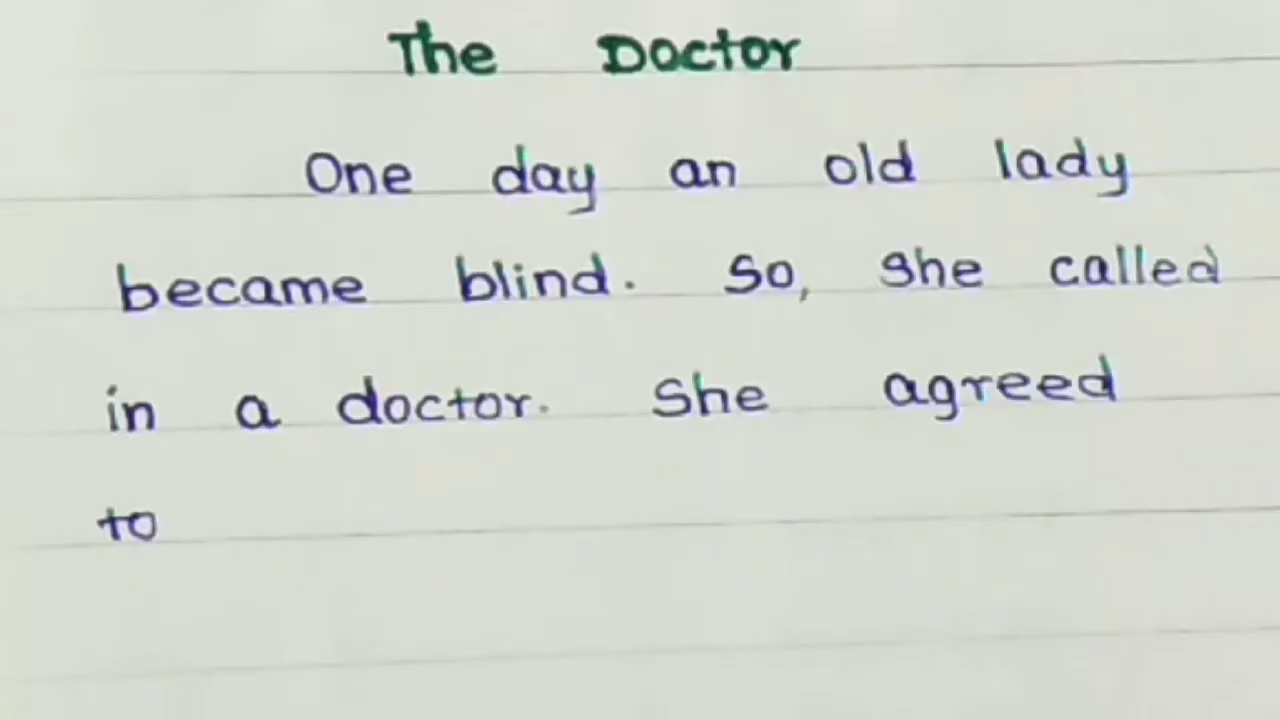 The Doctor
One day an old lady
became blind. So, she called
in a doctor. She agreed
to